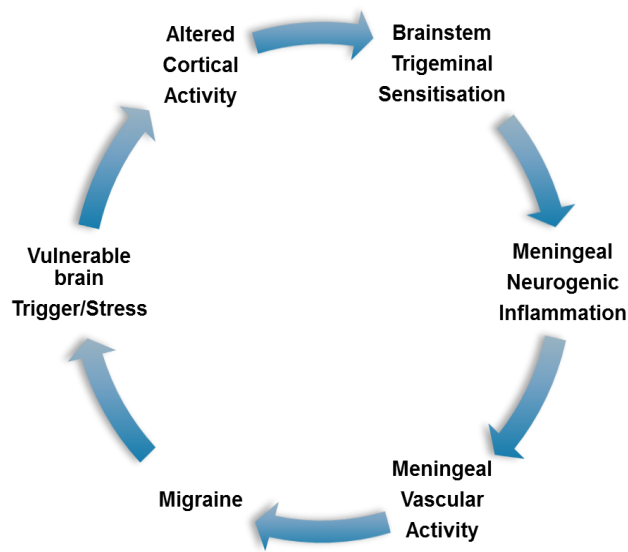 Altered
Cortical
Activity
Brainstem
Trigeminal
Sensitisation
Meningeal
Neurogenic
Inflammation
Meningeal
Vascular
Activity
Migraine
Vulnerable
brain
Trigger/Stress